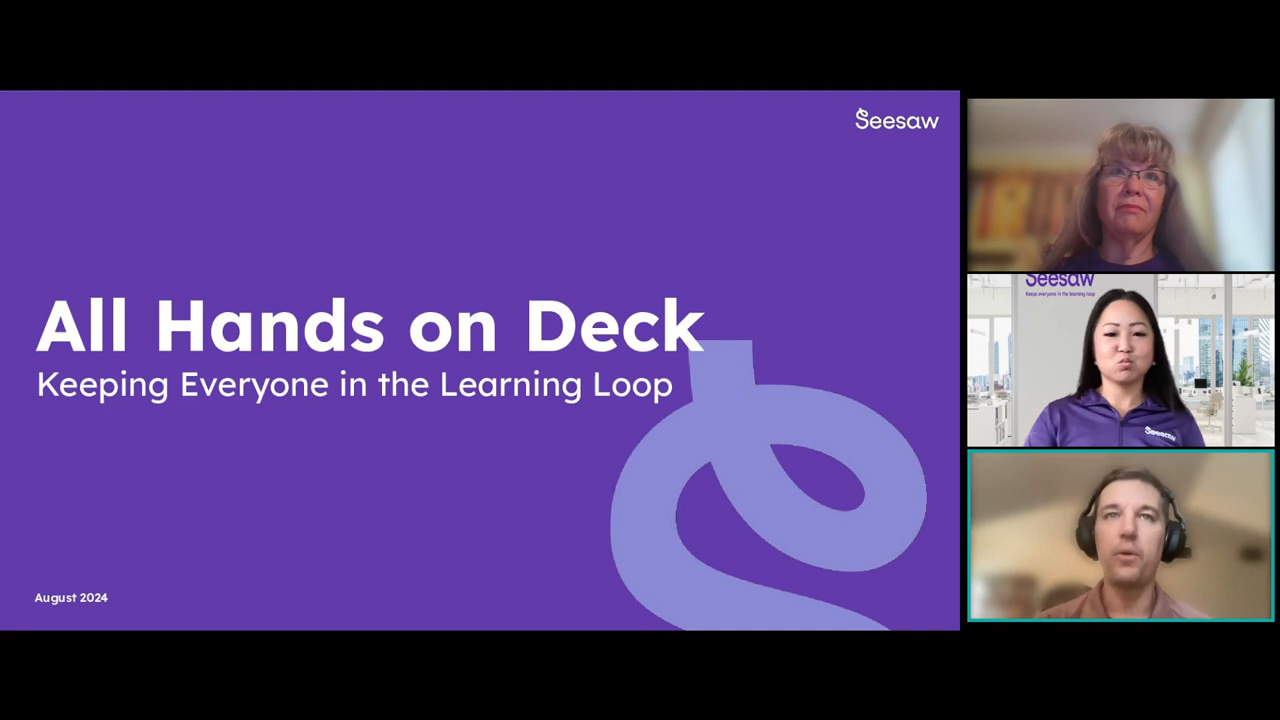 Seesaw
All Hands on Deck
Keeping Everyone in the Learning Loop
August 2024
Seesaw
Keeps everyone in the learning loop
Seesaw